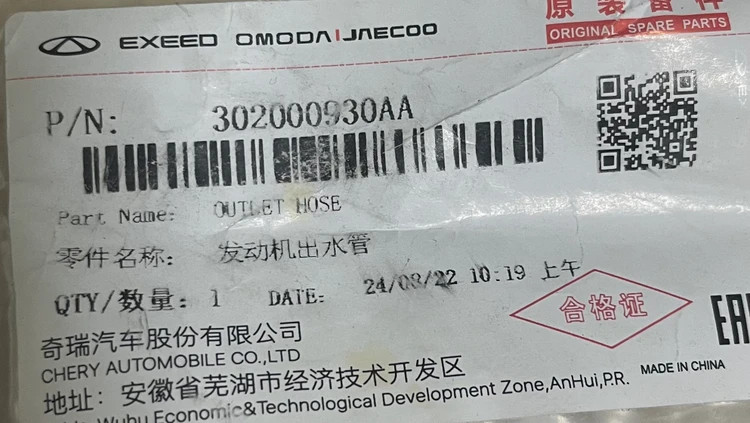 EXEED OMODA|JAECOO
原装备件
ORIGINAL SPARE PARTS
P/N: 302000930AA
Part Name: OUTLET HOSE
零件名称: 发动机出水管
QTY/数量: 1 DATE: 24/08/22 10:19 上午
合格证
奇瑞汽车股份有限公司
CHERY AUTOMOBILE CO.,LTD
地址: 安徽省芜湖市经济技术开发区
MADE IN CHINA
Wuhu Economic&Technological Development Zone,AnHui,P.R.